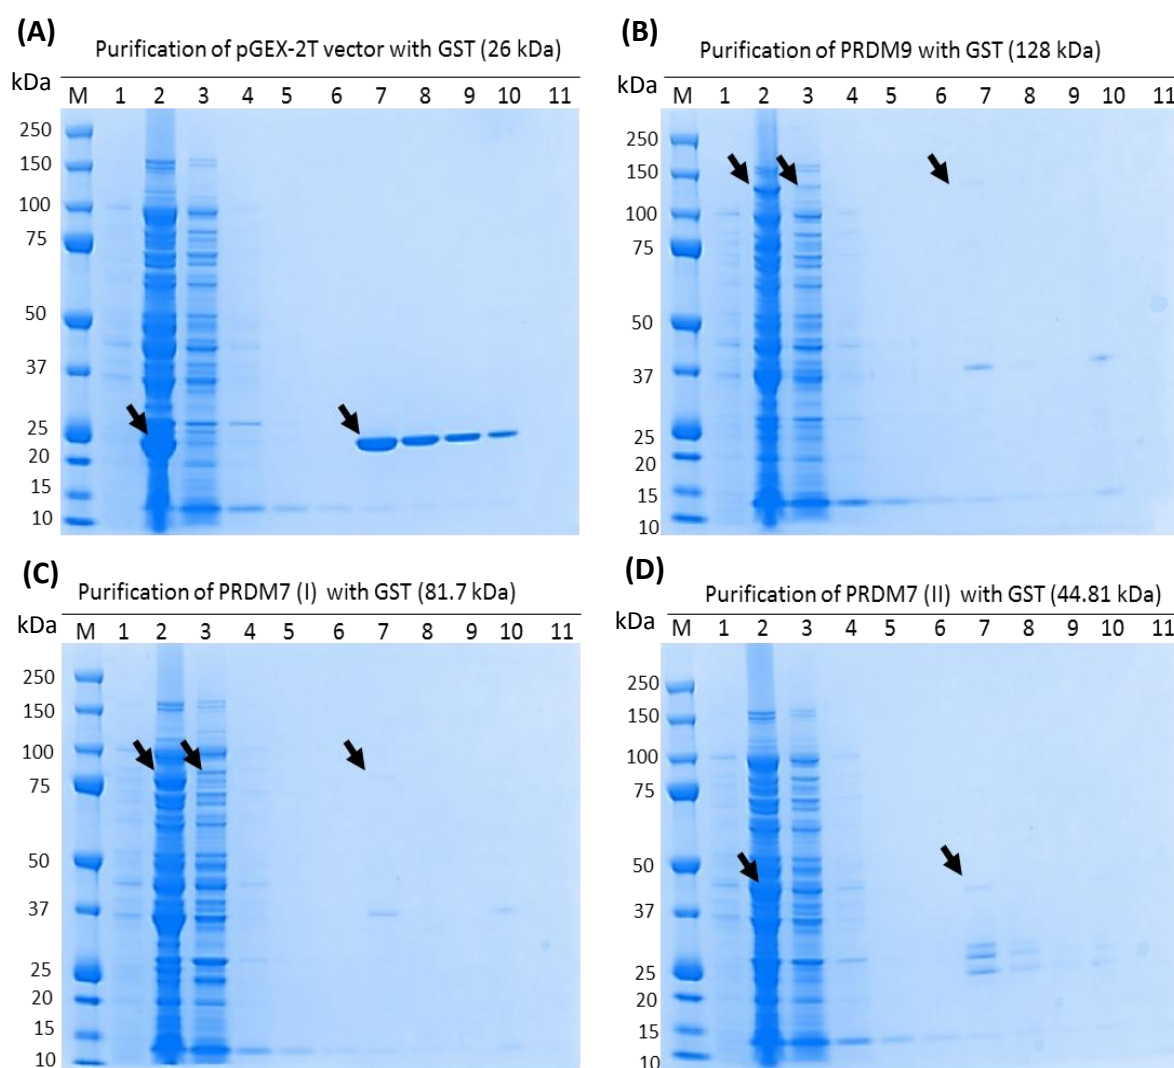 (A)
Purification of pGEX-2T vector with GST (26 kDa)
kDa
M 1 2 3 4 5 6 7 8 9 10 11
250
150
100
75
50
37
25
20
15
10
(B)
Purification of PRDM9 with GST (128 kDa)
kDa
M 1 2 3 4 5 6 7 8 9 10 11
250
150
100
75
50
37
25
20
15
10
(C)
Purification of PRDM7 (I) with GST (81.7 kDa)
kDa
M 1 2 3 4 5 6 7 8 9 10 11
250
150
100
75
50
37
25
20
15
10
(D)
Purification of PRDM7 (II) with GST (44.81 kDa)
kDa
M 1 2 3 4 5 6 7 8 9 10 11
250
150
100
75
50
37
25
20
15
10